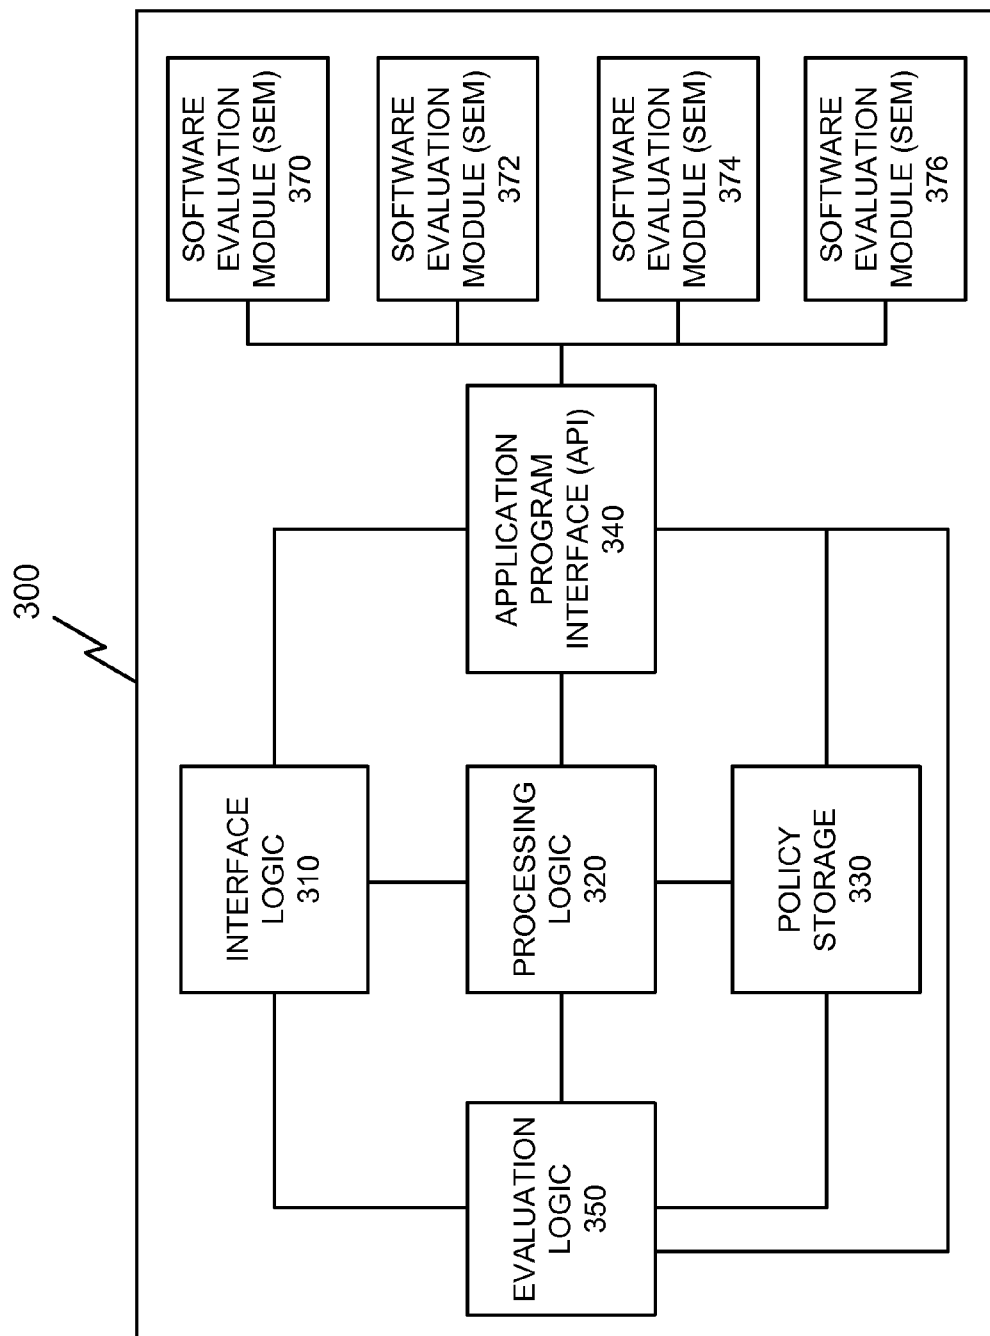 300
INTERFACE
LOGIC
310
EVALUATION
LOGIC
350
PROCESSING
LOGIC
320
POLICY
STORAGE
330
APPLICATION
PROGRAM
INTERFACE (API)
340
SOFTWARE
EVALUATION
MODULE (SEM)
370
SOFTWARE
EVALUATION
MODULE (SEM)
372
SOFTWARE
EVALUATION
MODULE (SEM)
374
SOFTWARE
EVALUATION
MODULE (SEM)
376